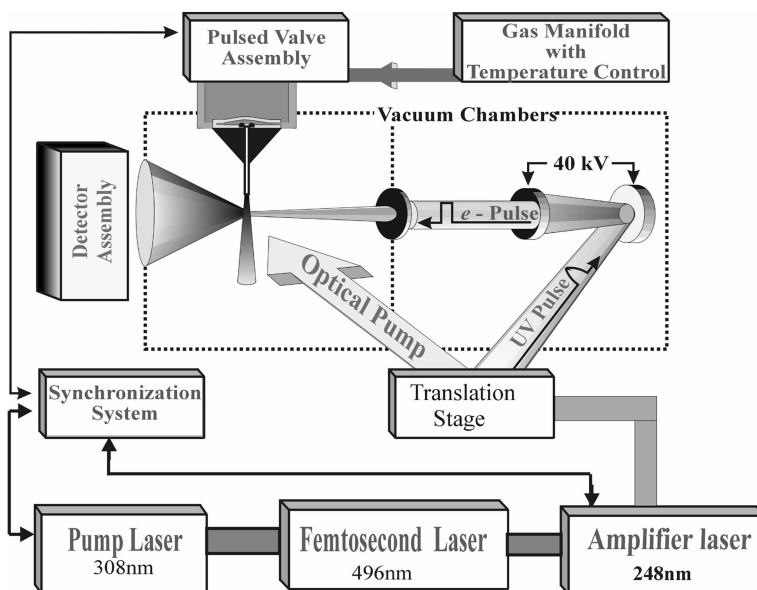 Pulsed Valve
Assembly
Gas Manifold
with
Temperature Control
Vacuum Chambers
Detector
Assembly
40 kV
e - Pulse
Optical Pump
UV Pulse
Synchronization
System
Translation
Stage
Pump Laser
308nm
Femtosecond Laser
496nm
Amplifier laser
248nm